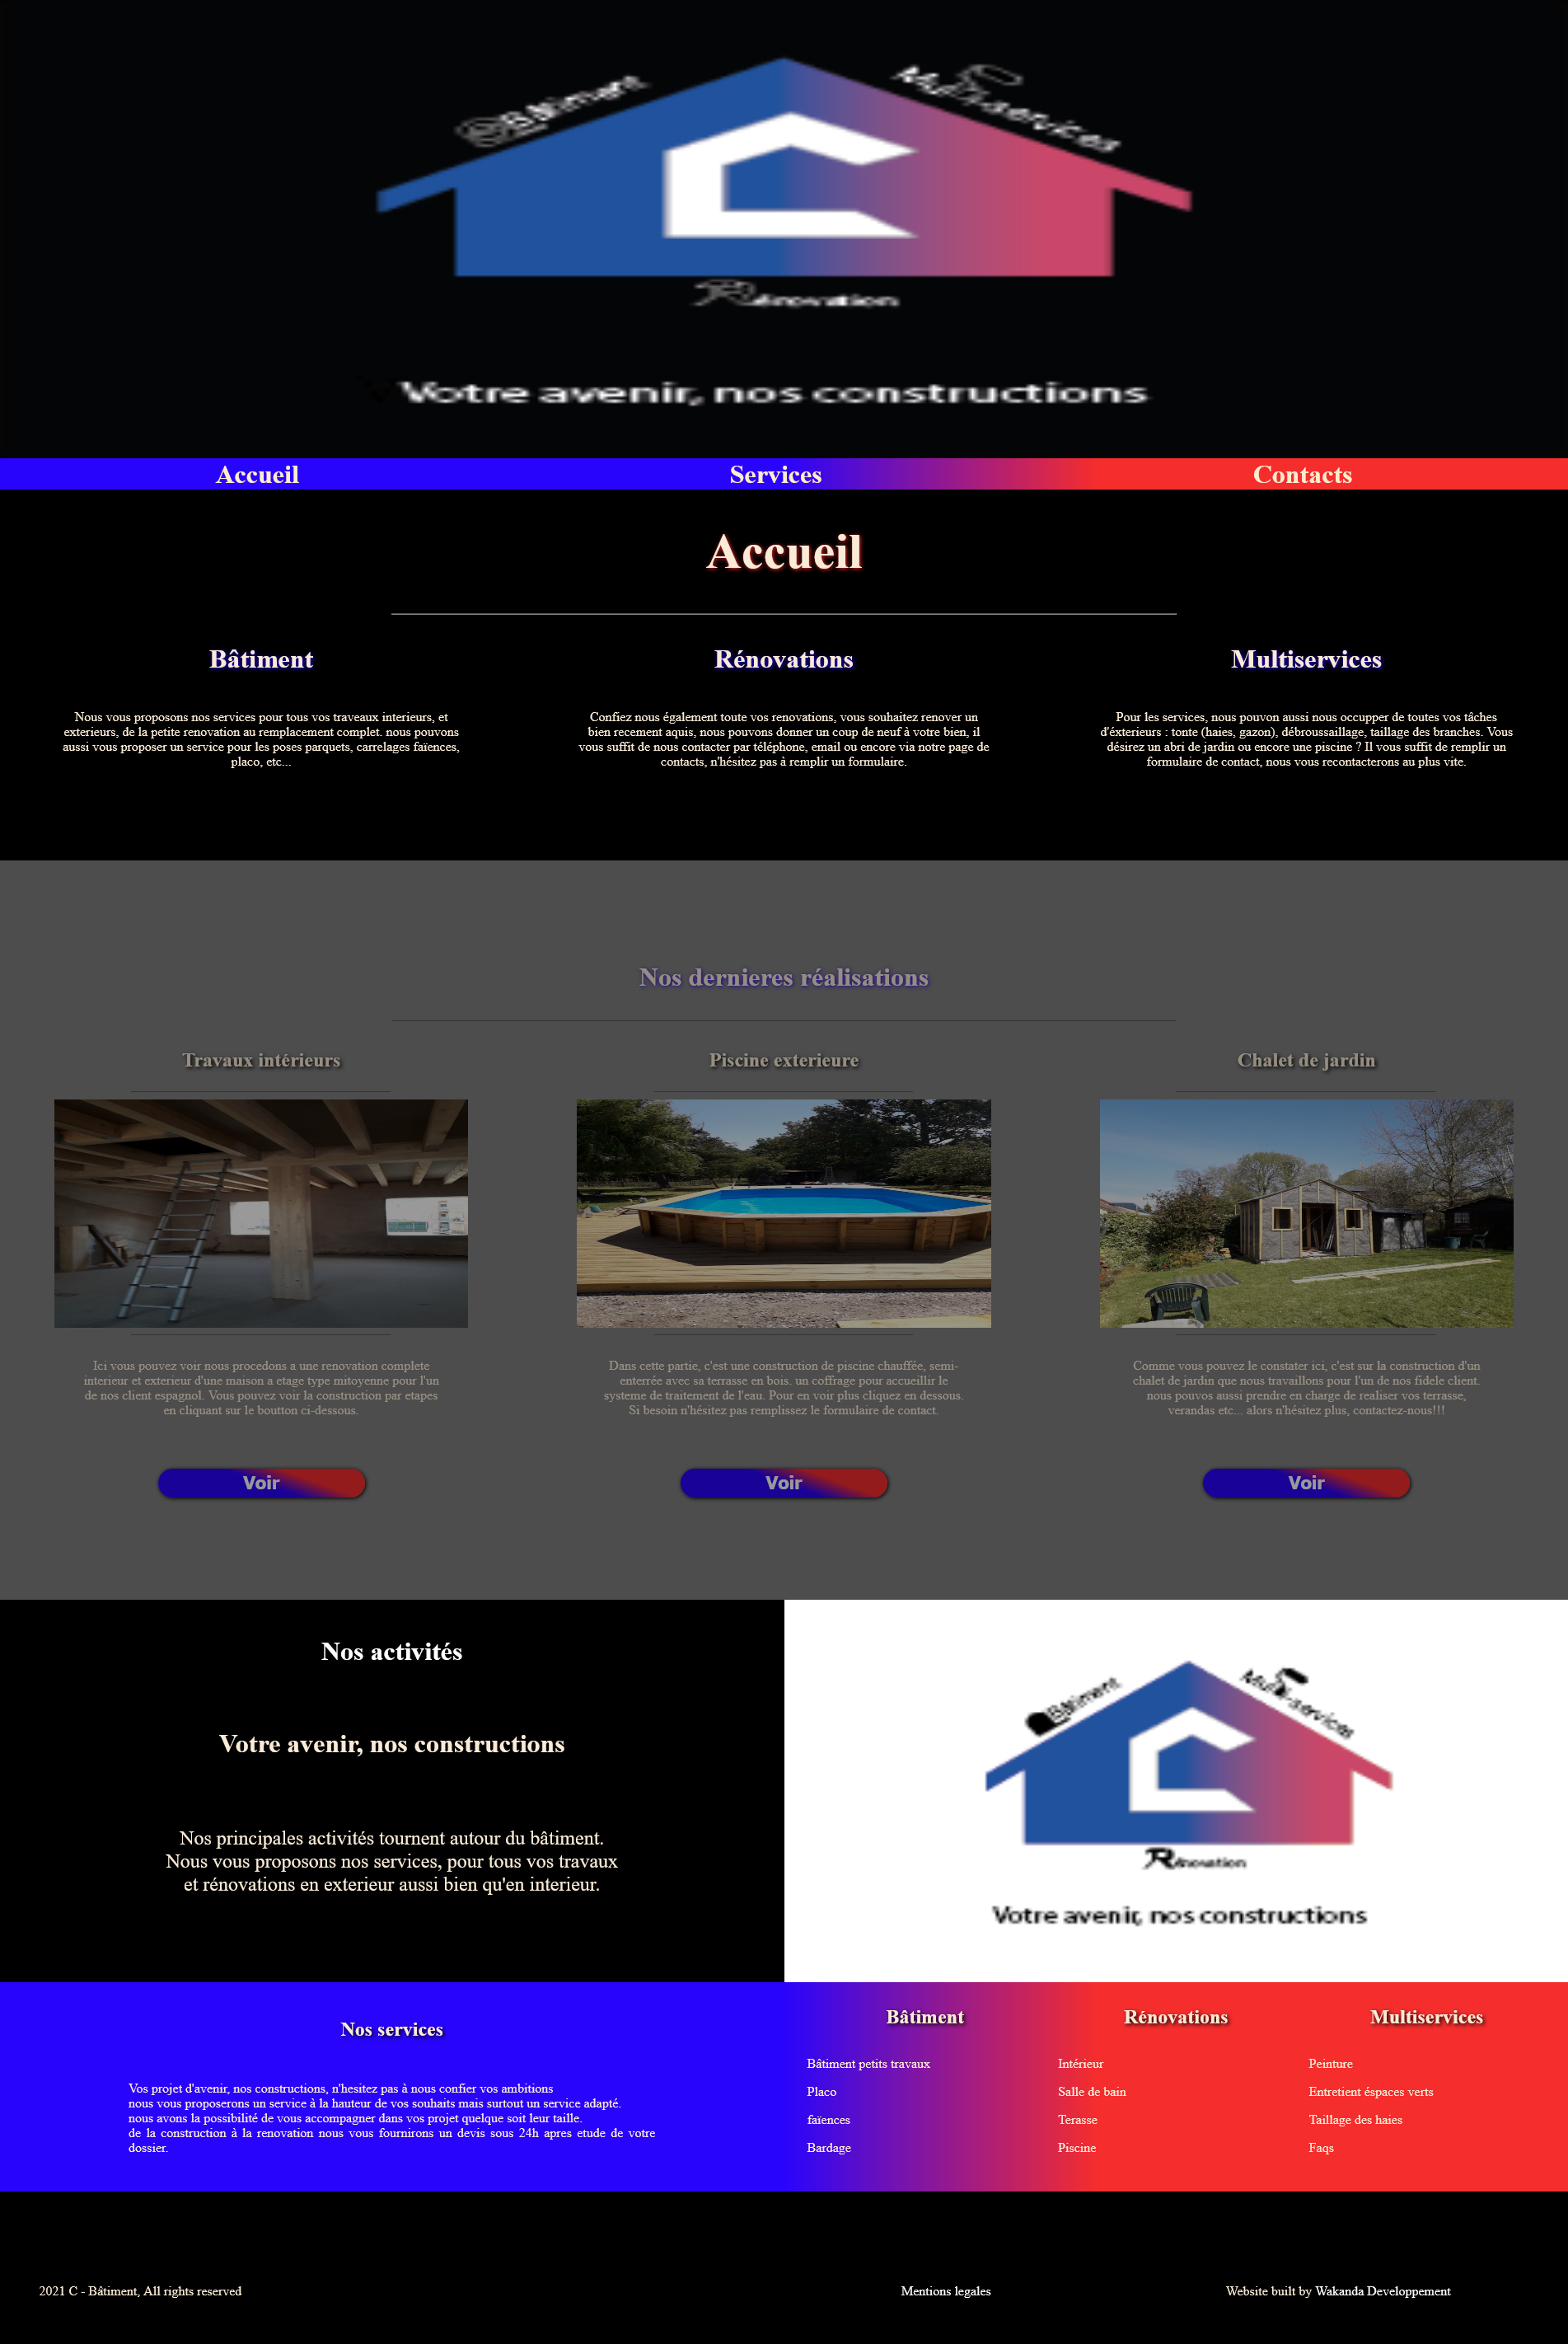 Bâtiment
Multiservices
Rénovation
Votre avenir, nos constructions
Accueil
Services
Contacts
Accueil
Bâtiment
Nous vous proposons nos services pour tous vos traveaux interieurs, et
exterieurs, de la petite renovation au remplacement complet. nous pouvons
aussi vous proposer un service pour les poses parquets, carrelages faïences,
placo, etc...
Rénovations
Confiez nous également toute vos renovations, vous souhaitez renover un
bien recement aquis, nous pouvons donner un coup de neuf à votre bien, il
vous suffit de nous contacter par téléphone, email ou encore via notre page de
contacts, n'hésitez pas à remplir un formulaire.
Multiservices
Pour les services, nous pouvon aussi nous occupper de toutes vos tâches
d'éxterieurs : tonte (haies, gazon), débroussaillage, taillage des branches. Vous
désirez un abri de jardin ou encore une piscine ? Il vous suffit de remplir un
formulaire de contact, nous vous recontacterons au plus vite.
Nos dernieres réalisations
Travaux intérieurs
Ici vous pouvez voir nous procedons a une renovation complete
interieur et exterieur d'une maison a etage type mitoyenne pour l'un
de nos client espagnol. Vous pouvez voir la construction par etapes
en cliquant sur le boutton ci-dessous.
Voir
Piscine exterieure
Dans cette partie, c'est une construction de piscine chauffée, semi-
enterrée avec sa terrasse en bois. un coffrage pour accueillir le
systeme de traitement de l'eau. Pour en voir plus cliquez en dessous.
Si besoin n'hésitez pas remplissez le formulaire de contact.
Voir
Chalet de jardin
Comme vous pouvez le constater ici, c'est sur la construction d'un
chalet de jardin que nous travaillons pour l'un de nos fidele client.
nous pouvos aussi prendre en charge de realiser vos terrasse,
verandas etc... alors n'hésitez plus, contactez-nous!!!
Voir
Nos activités
Votre avenir, nos constructions
Nos principales activités tournent autour du bâtiment.
Nous vous proposons nos services, pour tous vos travaux
et rénovations en exterieur aussi bien qu'en interieur.
Bâtiment
Multi-services
Rénovation
Votre avenir, nos constructions
Nos services
Vos projet d'avenir, nos constructions, n'hesitez pas à nous confier vos ambitions
nous vous proposerons un service à la hauteur de vos souhaits mais surtout un service adapté.
nous avons la possibilité de vous accompagner dans vos projet quelque soit leur taille.
de la construction à la renovation nous vous fournirons un devis sous 24h apres etude de votre
dossier.
Bâtiment
Bâtiment petits travaux
Placo
faïences
Bardage
Rénovations
Intérieur
Salle de bain
Terasse
Piscine
Multiservices
Peinture
Entretient éspaces verts
Taillage des haies
Faqs
2021 C - Bâtiment, All rights reserved
Mentions legales
Website built by Wakanda Developpement